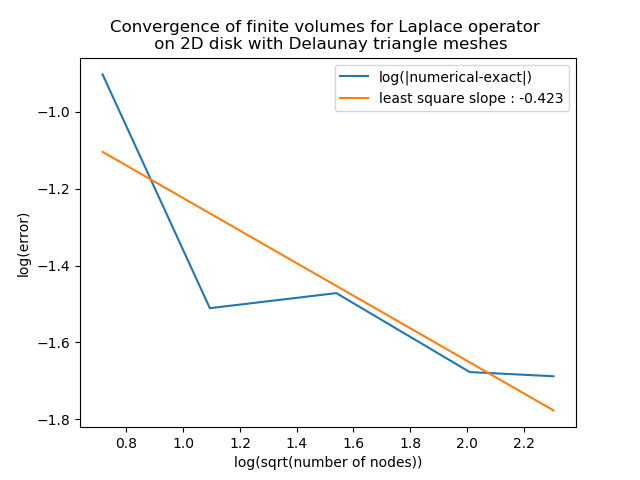 Convergence of finite volumes for Laplace operator
on 2D disk with Delaunay triangle meshes
log(|numerical-exact|)
least square slope : -0.423
log(error)
−1.0
−1.2
−1.4
−1.6
−1.8
0.8 1.0 1.2 1.4 1.6 1.8 2.0 2.2
log(sqrt(number of nodes))